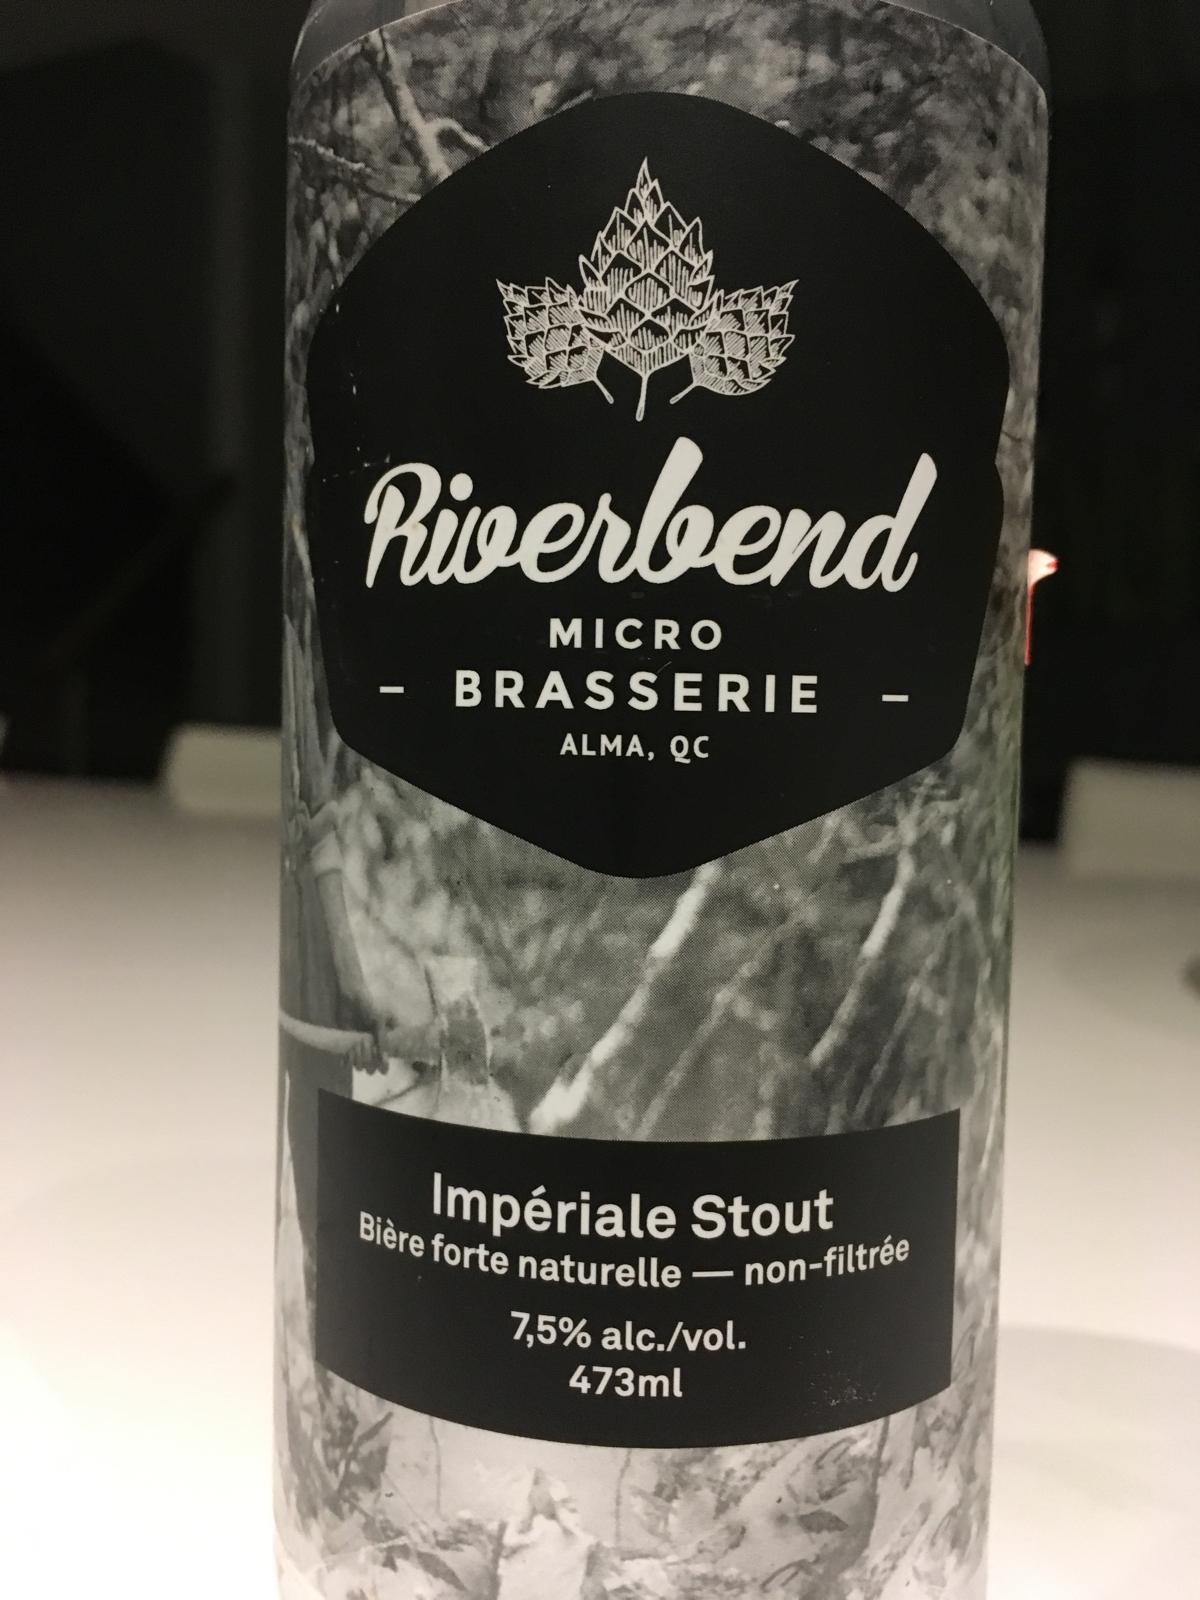 Riverbend
MICRO
– BRASSERIE –
ALMA, QC
Impériale Stout
Bière forte naturelle — non-filtrée
7,5% alc./vol.
473ml